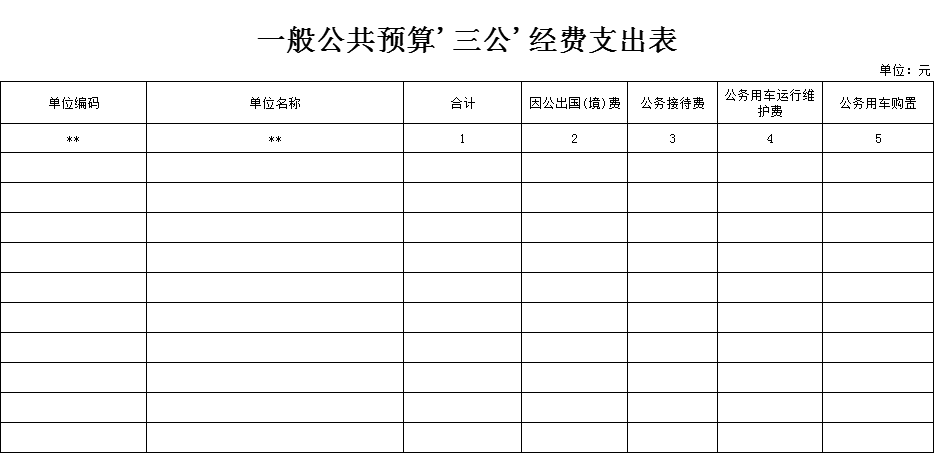 一般公共预算'三公'经费支出表
单位：元
单位编码 单位名称 合计 因公出国(境)费 公务接待费 公务用车运行维 公务用车购置
护费
** ** 1 2 3 4 5